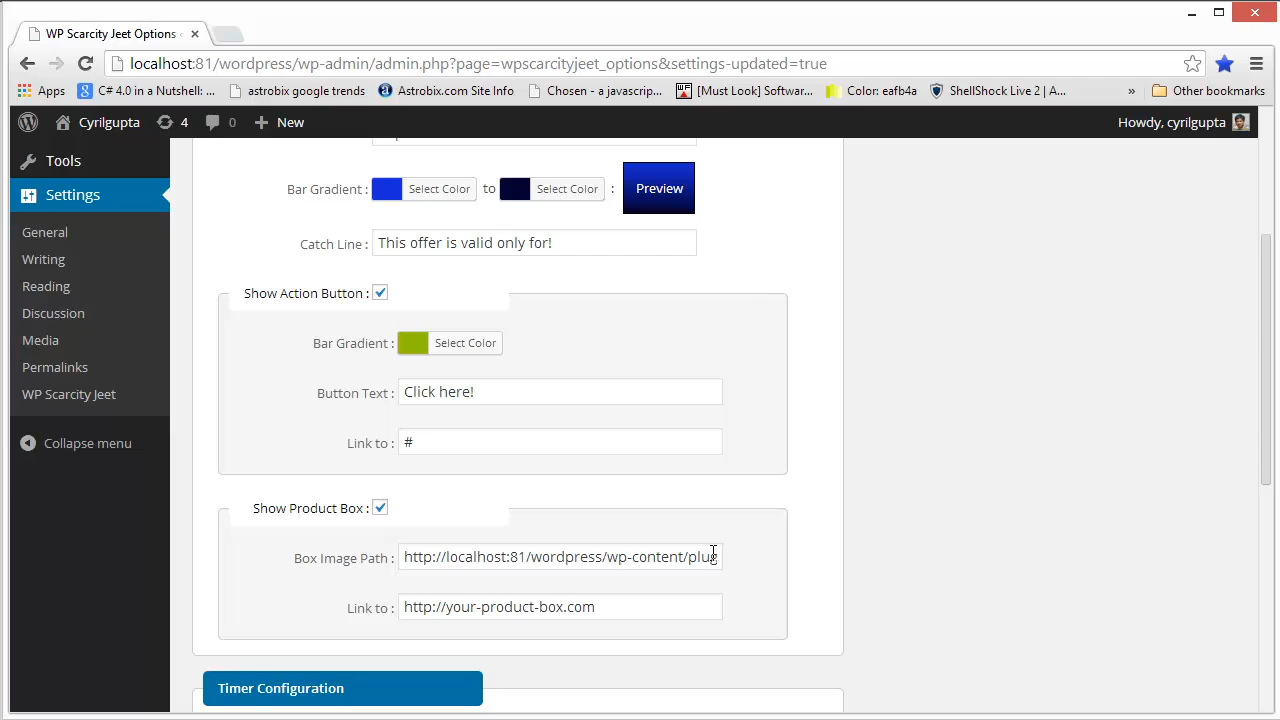 WP Scarcity Jeet Options
localhost:81/wordpress/wp-admin/admin.php?page=wpscarcityjeet_options&settings-updated=true
Apps C# 4.0 in a Nutshell: ... astrobix google trends Astrobix.com Site Info Chosen - a javascrip... [Must Look] Softwar... Color: eafb4a ShellShock Live 2 | A... » Other bookmarks
Cyrilgupta 4 0 New Howdy, cyrilgupta
Tools
Settings
General
Writing
Reading
Discussion
Media
Permalinks
WP Scarcity Jeet
Collapse menu
Bar Gradient : Select Color to Select Color : Preview
Catch Line : This offer is valid only for!
Show Action Button :
Bar Gradient : Select Color
Button Text : Click here!
Link to : #
Show Product Box :
Box Image Path : http://localhost:81/wordpress/wp-content/plug
Link to : http://your-product-box.com
Timer Configuration